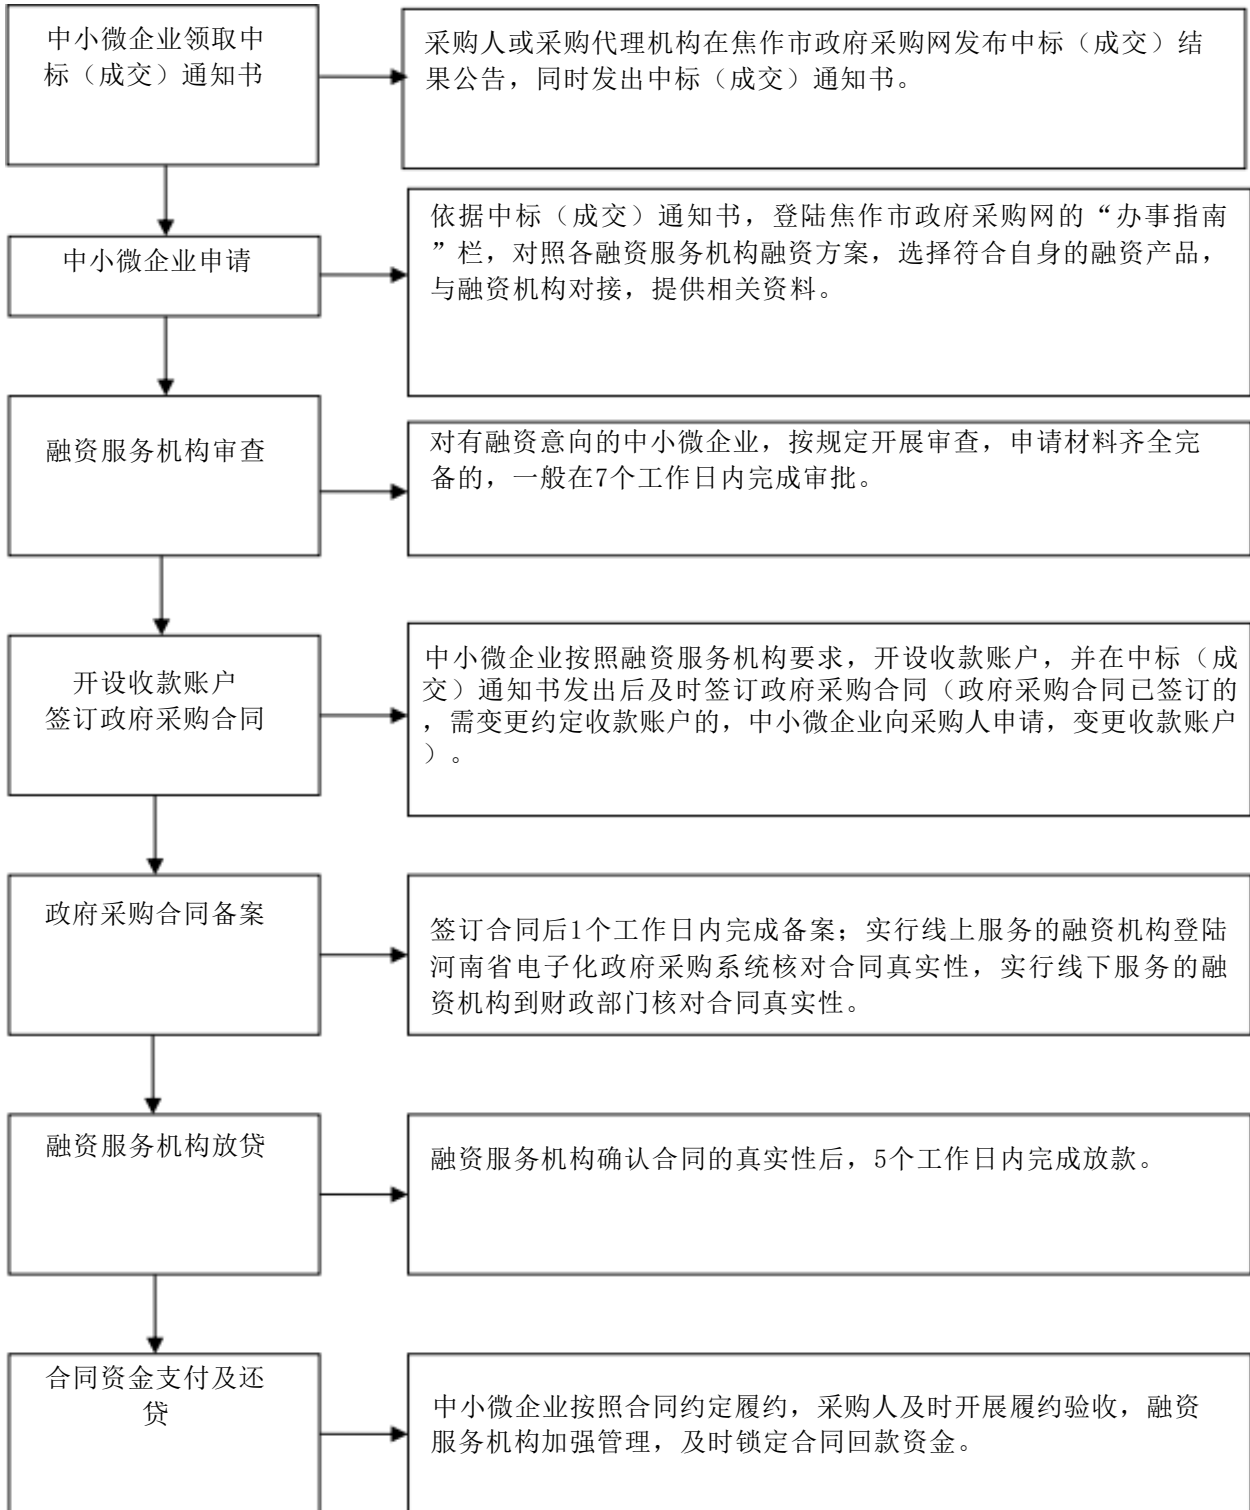 中小微企业领取中
标（成交）通知书
采购人或采购代理机构在焦作市政府采购网发布中标（成交）结
果公告，同时发出中标（成交）通知书。
中小微企业申请
依据中标（成交）通知书，登陆焦作市政府采购网的“办事指南
”栏，对照各融资服务机构融资方案，选择符合自身的融资产品，
与融资机构对接，提供相关资料。
融资服务机构审查
对有融资意向的中小微企业，按规定开展审查，申请材料齐全完
备的，一般在7个工作日内完成审批。
开设收款账户
签订政府采购合同
中小微企业按照融资服务机构要求，开设收款账户，并在中标（成
交）通知书发出后及时签订政府采购合同（政府采购合同已签订的
，需变更约定收款账户的，中小微企业向采购人申请，变更收款账户
）。
政府采购合同备案
签订合同后1个工作日内完成备案；实行线上服务的融资机构登陆
河南省电子化政府采购系统核对合同真实性，实行线下服务的融
资机构到财政部门核对合同真实性。
融资服务机构放贷
融资服务机构确认合同的真实性后，5个工作日内完成放款。
合同资金支付及还
贷
中小微企业按照合同约定履约，采购人及时开展履约验收，融资
服务机构加强管理，及时锁定合同回款资金。